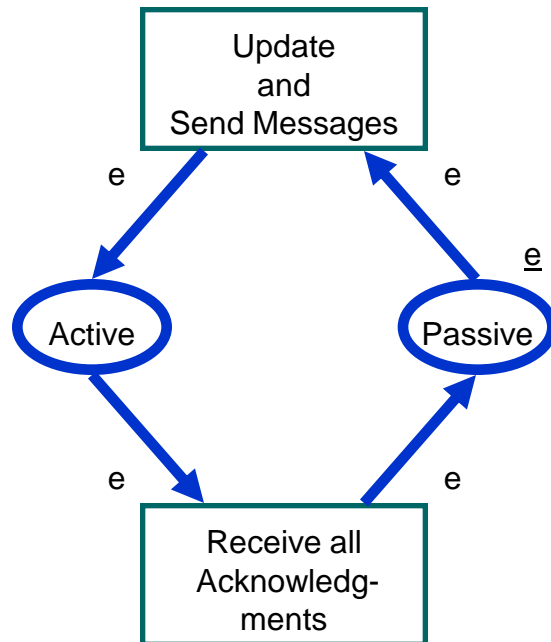 Update
and
Send Messages
e
e
e
Active
Passive
e
e
Receive all
Acknowledg-
ments